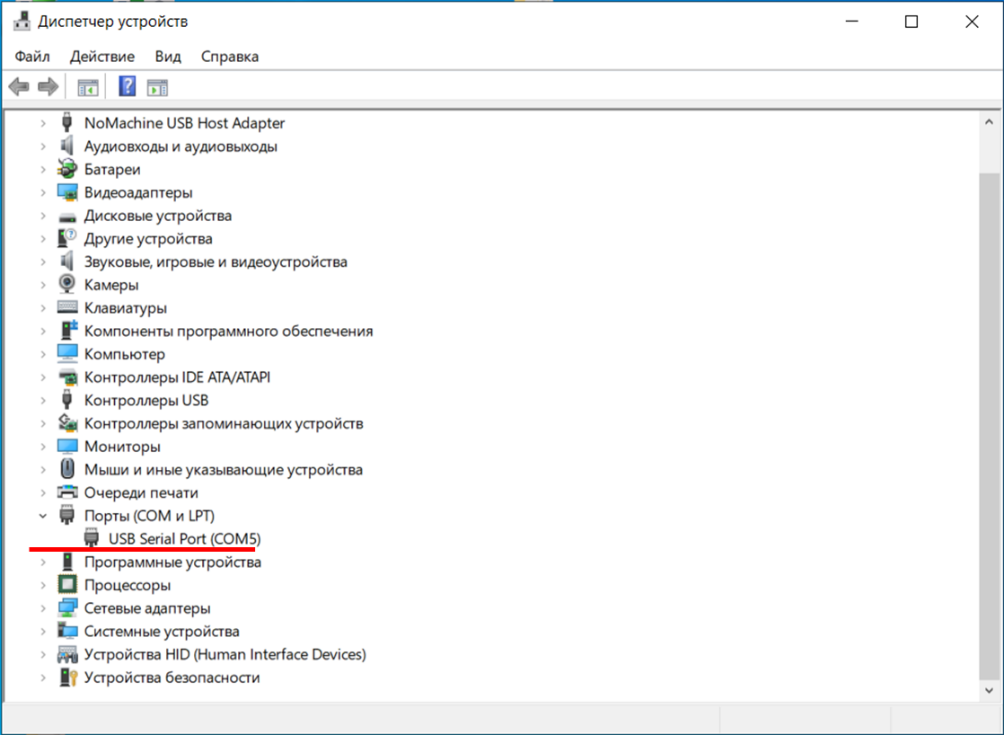 Диспетчер устройств
Файл Действие Вид Справка
NoMachine USB Host Adapter
Аудиовходы и аудиовыходы
Батареи
Видеоадаптеры
Дисковые устройства
Другие устройства
Звуковые, игровые и видеоустройства
Камеры
Клавиатуры
Компоненты программного обеспечения
Компьютер
Контроллеры IDE ATA/ATAPI
Контроллеры USB
Контроллеры запоминающих устройств
Мониторы
Мыши и иные указывающие устройства
Очереди печати
Порты (COM и LPT)
USB Serial Port (COM5)
Программные устройства
Процессоры
Сетевые адаптеры
Системные устройства
Устройства HID (Human Interface Devices)
Устройства безопасности